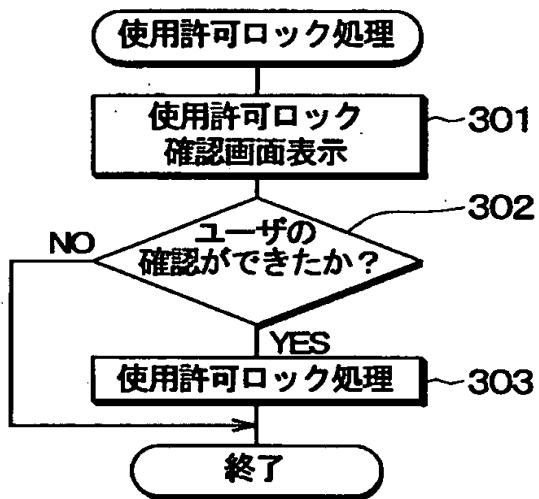 使用許可ロック処理
使用許可ロック
確認画面表示
301
302
ユーザの
確認ができたか?
NO
YES
使用許可ロック処理
303
終了